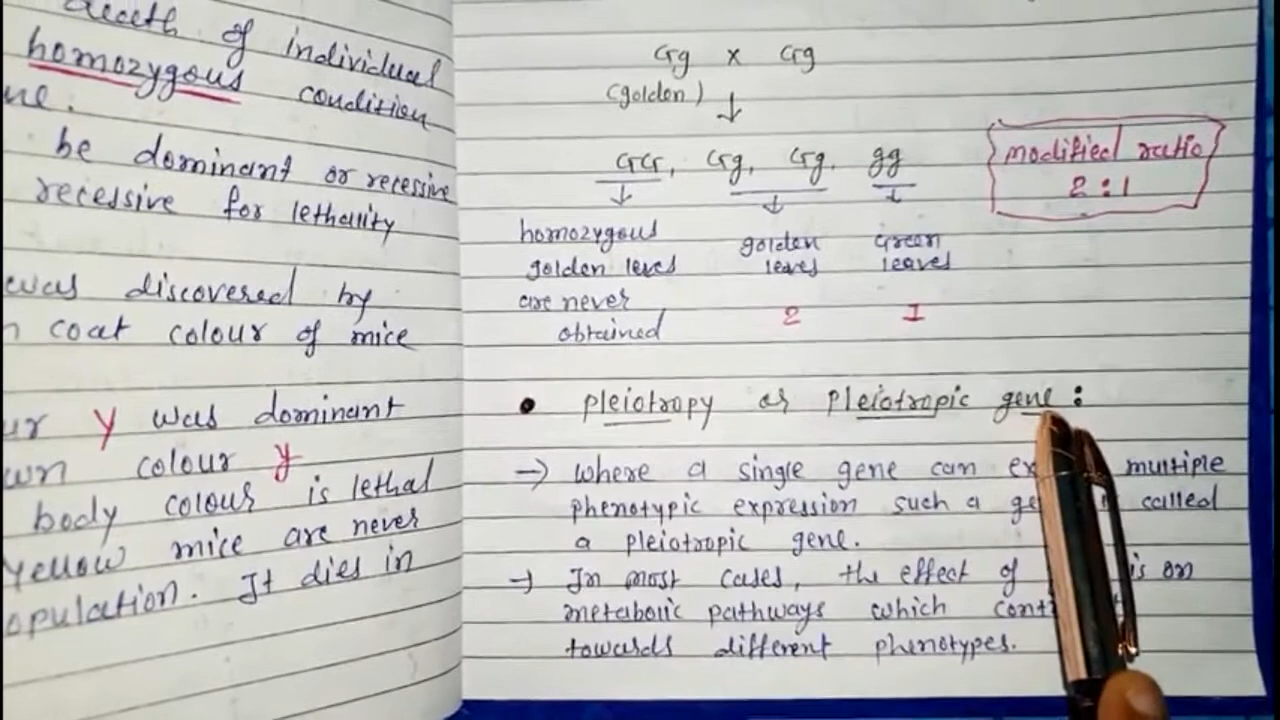 death of individual
homozygous condition
be dominant or recessive
recessive for lethality
was discovered by
coat colour of mice
Y was dominant
colour y
body colour is lethal
Yellow mice are never
It dies in
Gg x Gg
(golden) ↓
GG, Gg, Gg, gg
↓ ↓ ↓
homozygous golden Green
golden leves leves leaves
are never
obtained 2 1
modified ratio
2 : 1
• pleiotropy or pleiotropic gene :
→ where a single gene can multiple
phenotypic expression such a called
a pleiotropic gene.
→ In most cases, the effect of is on
metabolic pathways which
towards different phenotypes.